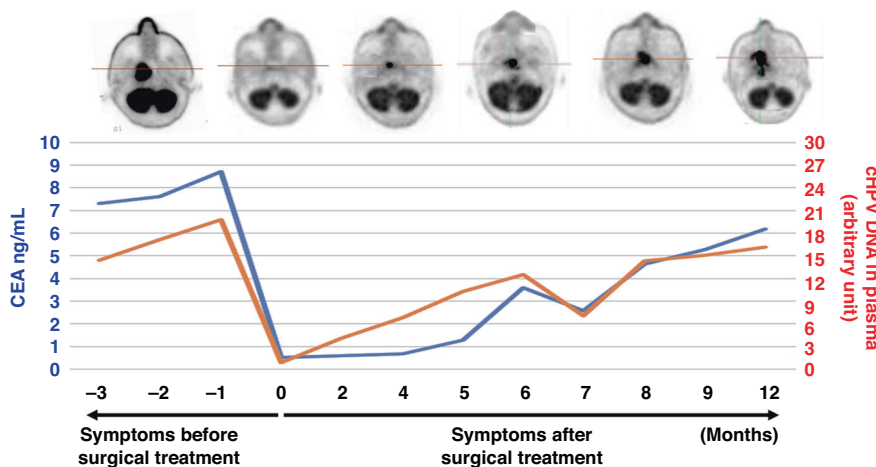 10
9
8
7
6
5
4
3
2
1
0
CEA ng/mL
30
27
24
21
18
15
12
9
6
3
0
cHPV DNA in plasma
(arbitrary unit)
–3 –2 –1 0 2 4 5 6 7 8 9 12
Symptoms before
surgical treatment
Symptoms after
surgical treatment
(Months)